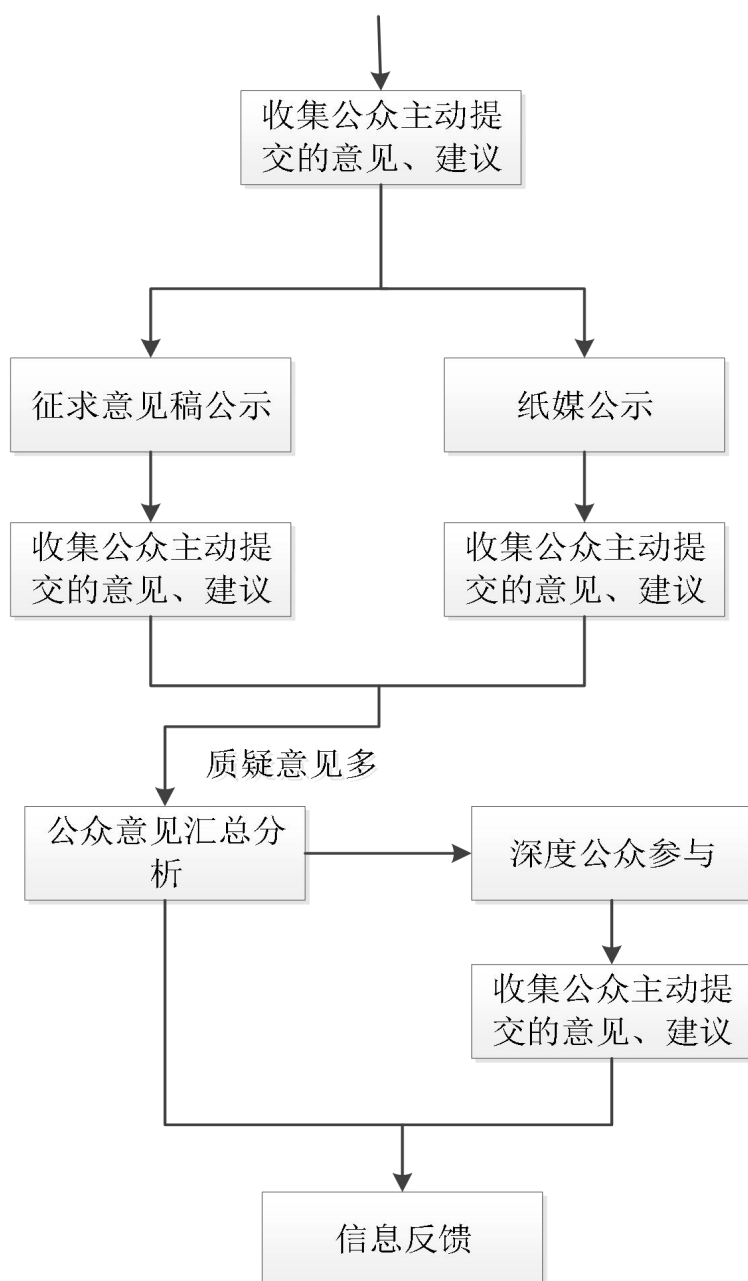 收集公众主动提
交的意见、建议
征求意见稿公示
纸媒公示
收集公众主动提
交的意见、建议
收集公众主动提
交的意见、建议
质疑意见多
公众意见汇总分
析
深度公众参与
收集公众主动提
交的意见、建议
信息反馈